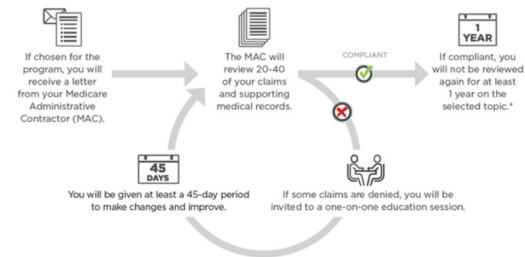 If chosen for the
program, you will
receive a letter
from your Medicare
Administrative
Contractor (MAC).
The MAC will
review 20-40
of your claims
and supporting
medical records.
COMPLIANT
1
YEAR
If compliant, you
will not be reviewed
again for at least
1 year on the
selected topic.*
45
DAYS
You will be given at least a 45-day period
to make changes and improve.
If some claims are denied, you will be
invited to a one-on-one education session.